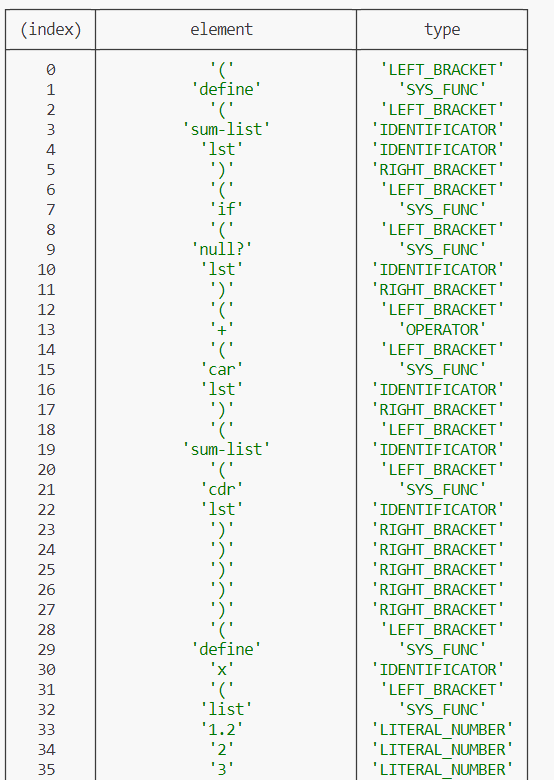 (index) element type
0 '(' 'LEFT_BRACKET'
1 'define' 'SYS_FUNC'
2 '(' 'LEFT_BRACKET'
3 'sum-list' 'IDENTIFICATOR'
4 'lst' 'IDENTIFICATOR'
5 ')' 'RIGHT_BRACKET'
6 '(' 'LEFT_BRACKET'
7 'if' 'SYS_FUNC'
8 '(' 'LEFT_BRACKET'
9 'null?' 'SYS_FUNC'
10 'lst' 'IDENTIFICATOR'
11 ')' 'RIGHT_BRACKET'
12 '(' 'LEFT_BRACKET'
13 '+' 'OPERATOR'
14 '(' 'LEFT_BRACKET'
15 'car' 'SYS_FUNC'
16 'lst' 'IDENTIFICATOR'
17 ')' 'RIGHT_BRACKET'
18 '(' 'LEFT_BRACKET'
19 'sum-list' 'IDENTIFICATOR'
20 '(' 'LEFT_BRACKET'
21 'cdr' 'SYS_FUNC'
22 'lst' 'IDENTIFICATOR'
23 ')' 'RIGHT_BRACKET'
24 ')' 'RIGHT_BRACKET'
25 ')' 'RIGHT_BRACKET'
26 ')' 'RIGHT_BRACKET'
27 ')' 'RIGHT_BRACKET'
28 '(' 'LEFT_BRACKET'
29 'define' 'SYS_FUNC'
30 'x' 'IDENTIFICATOR'
31 '(' 'LEFT_BRACKET'
32 'list' 'SYS_FUNC'
33 '1.2' 'LITERAL_NUMBER'
34 '2' 'LITERAL_NUMBER'
35 '3' 'LITERAL_NUMBER'